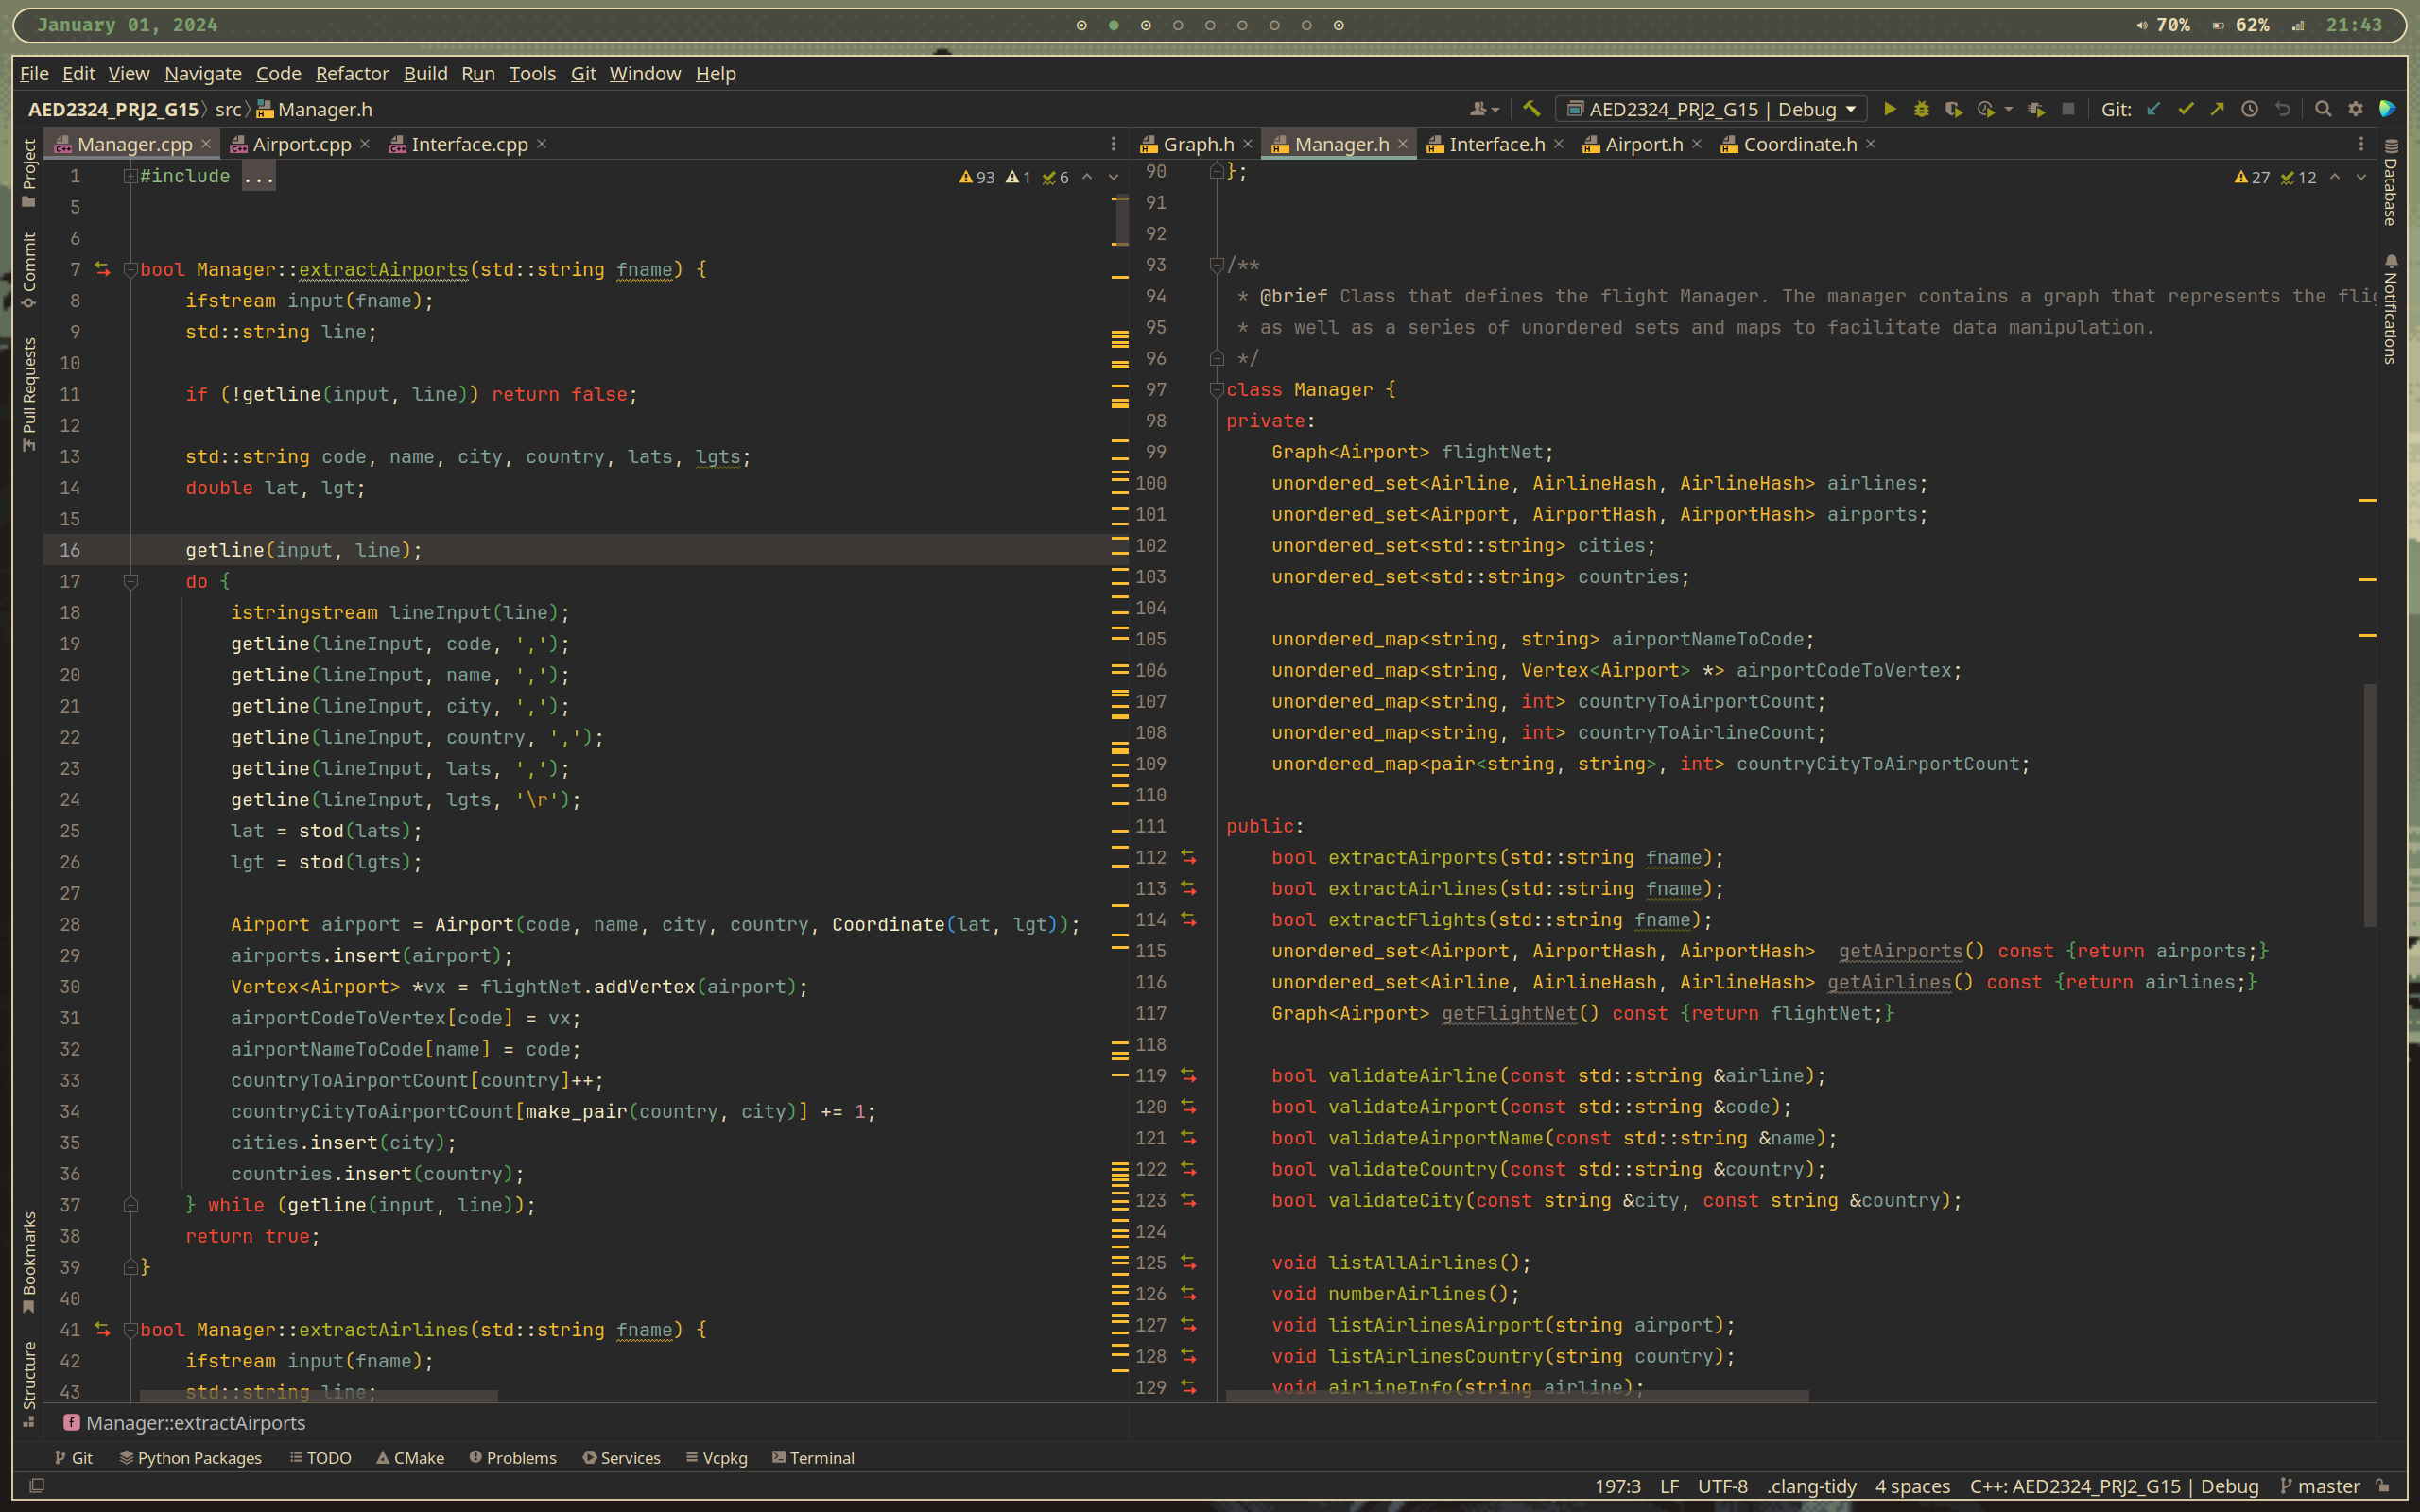 January 01, 2024
70% 62% 21:43
File Edit View Navigate Code Refactor Build Run Tools Git Window Help
AED2324_PRJ2_G15 src Manager.h
AED2324_PRJ2_G15 | Debug Git:
Project
Commit
Pull Requests
Bookmarks
Structure
Manager.cpp Airport.cpp Interface.cpp
93 1 6
1 #include ...
5
6
7 bool Manager::extractAirports(std::string fname) {
8 ifstream input(fname);
9 std::string line;
10
11 if (!getline(input, line)) return false;
12
13 std::string code, name, city, country, lats, lgts;
14 double lat, lgt;
15
16 getline(input, line);
17 do {
18 istringstream lineInput(line);
19 getline(lineInput, code, ',');
20 getline(lineInput, name, ',');
21 getline(lineInput, city, ',');
22 getline(lineInput, country, ',');
23 getline(lineInput, lats, ',');
24 getline(lineInput, lgts, '\r');
25 lat = stod(lats);
26 lgt = stod(lgts);
27
28 Airport airport = Airport(code, name, city, country, Coordinate(lat, lgt));
29 airports.insert(airport);
30 Vertex<Airport> *vx = flightNet.addVertex(airport);
31 airportCodeToVertex[code] = vx;
32 airportNameToCode[name] = code;
33 countryToAirportCount[country]++;
34 countryCityToAirportCount[make_pair(country, city)] += 1;
35 cities.insert(city);
36 countries.insert(country);
37 } while (getline(input, line));
38 return true;
39 }
40
41 bool Manager::extractAirlines(std::string fname) {
42 ifstream input(fname);
43 std::string line;
Manager::extractAirports
Graph.h Manager.h Interface.h Airport.h Coordinate.h
27 12
90 };
91
92
93 /**
94 * @brief Class that defines the flight Manager. The manager contains a graph that represents the flig
95 * as well as a series of unordered sets and maps to facilitate data manipulation.
96 */
97 class Manager {
98 private:
99 Graph<Airport> flightNet;
100 unordered_set<Airline, AirlineHash, AirlineHash> airlines;
101 unordered_set<Airport, AirportHash, AirportHash> airports;
102 unordered_set<std::string> cities;
103 unordered_set<std::string> countries;
104
105 unordered_map<string, string> airportNameToCode;
106 unordered_map<string, Vertex<Airport> *> airportCodeToVertex;
107 unordered_map<string, int> countryToAirportCount;
108 unordered_map<string, int> countryToAirlineCount;
109 unordered_map<pair<string, string>, int> countryCityToAirportCount;
110
111 public:
112 bool extractAirports(std::string fname);
113 bool extractAirlines(std::string fname);
114 bool extractFlights(std::string fname);
115 unordered_set<Airport, AirportHash, AirportHash>  getAirports() const {return airports;}
116 unordered_set<Airline, AirlineHash, AirlineHash> getAirlines() const {return airlines;}
117 Graph<Airport> getFlightNet() const {return flightNet;}
118
119 bool validateAirline(const std::string &airline);
120 bool validateAirport(const std::string &code);
121 bool validateAirportName(const std::string &name);
122 bool validateCountry(const std::string &country);
123 bool validateCity(const string &city, const string &country);
124
125 void listAllAirlines();
126 void numberAirlines();
127 void listAirlinesAirport(string airport);
128 void listAirlinesCountry(string country);
129 void airlineInfo(string airline);
Database
Notifications
Git Python Packages TODO CMake Problems Services Vcpkg Terminal
197:3 LF UTF-8 .clang-tidy 4 spaces C++: AED2324_PRJ2_G15 | Debug master